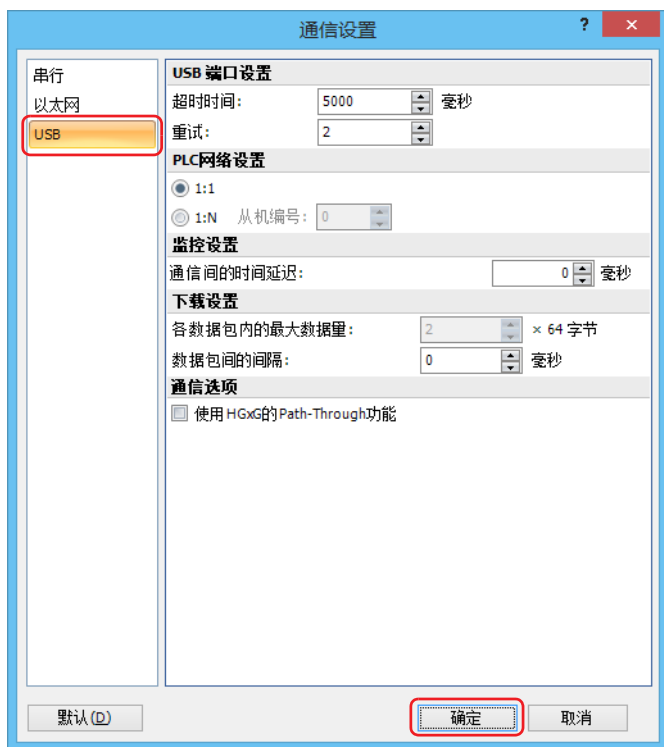 通信设置
? ×
串行
以太网
USB
USB 端口设置
超时时间: 5000 毫秒
重试: 2
PLC网络设置
1:1
1:N 从机编号: 0
监控设置
通信间的时间延迟: 0 毫秒
下载设置
各数据包内的最大数据量: 2 × 64 字节
数据包间的间隔: 0 毫秒
通信选项
使用HGxG的Path-Through功能
默认(D) 确定 取消